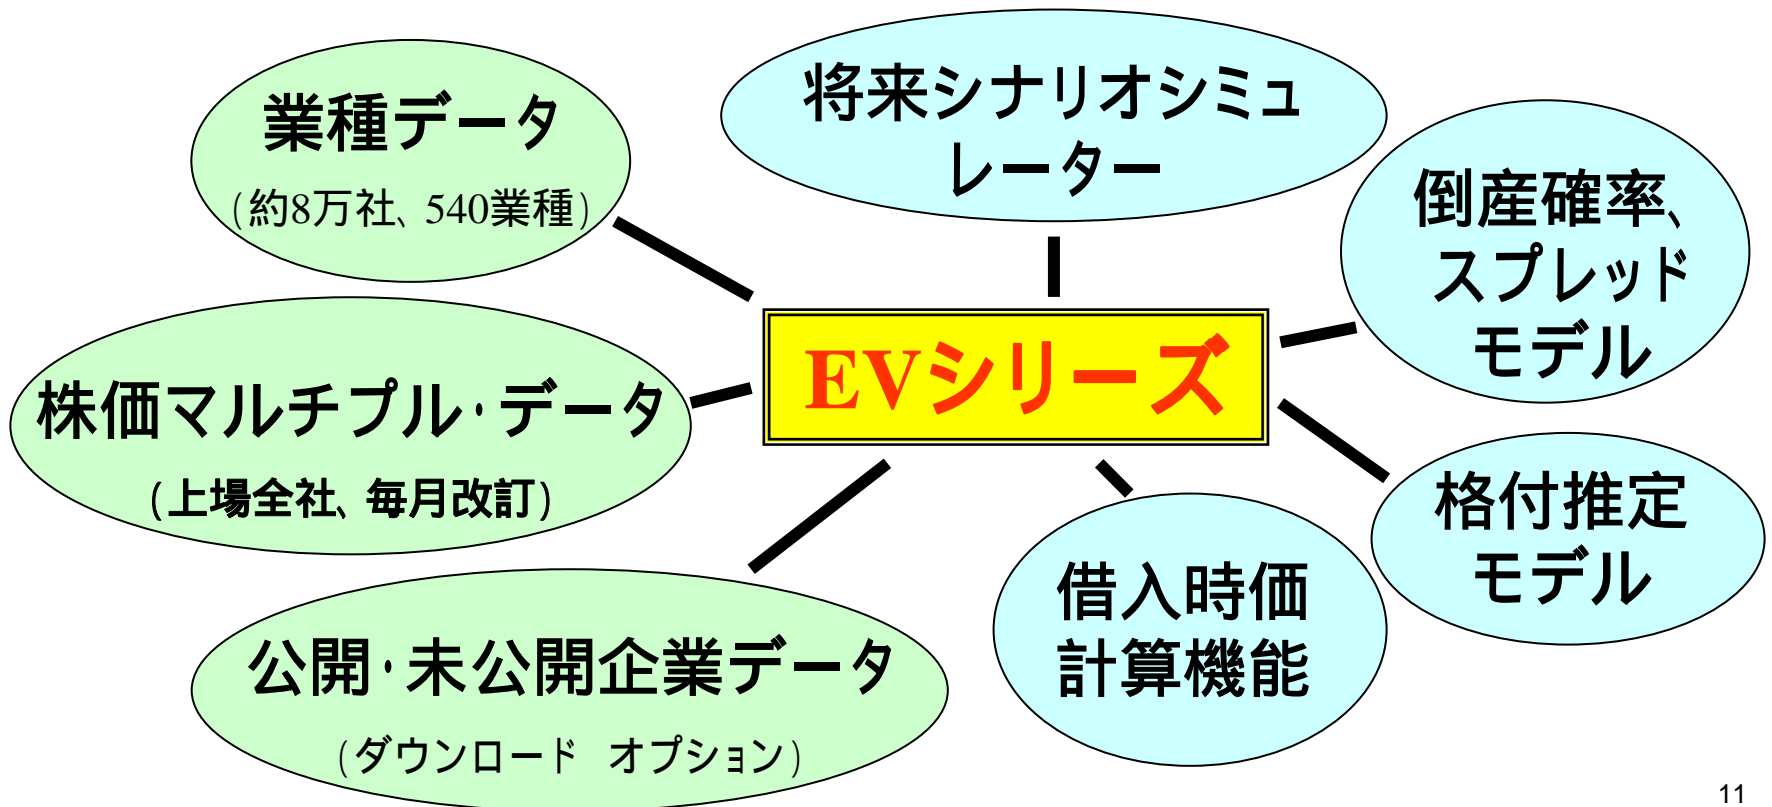 業種データ
(約8万社、540業種)
将来シナリオシミュ
レーター
倒産確率、
スプレッド
モデル
EVシリーズ
株価マルチプル・データ
(上場全社、毎月改訂)
格付推定
モデル
借入時価
計算機能
公開・未公開企業データ
(ダウンロード オプション)
11